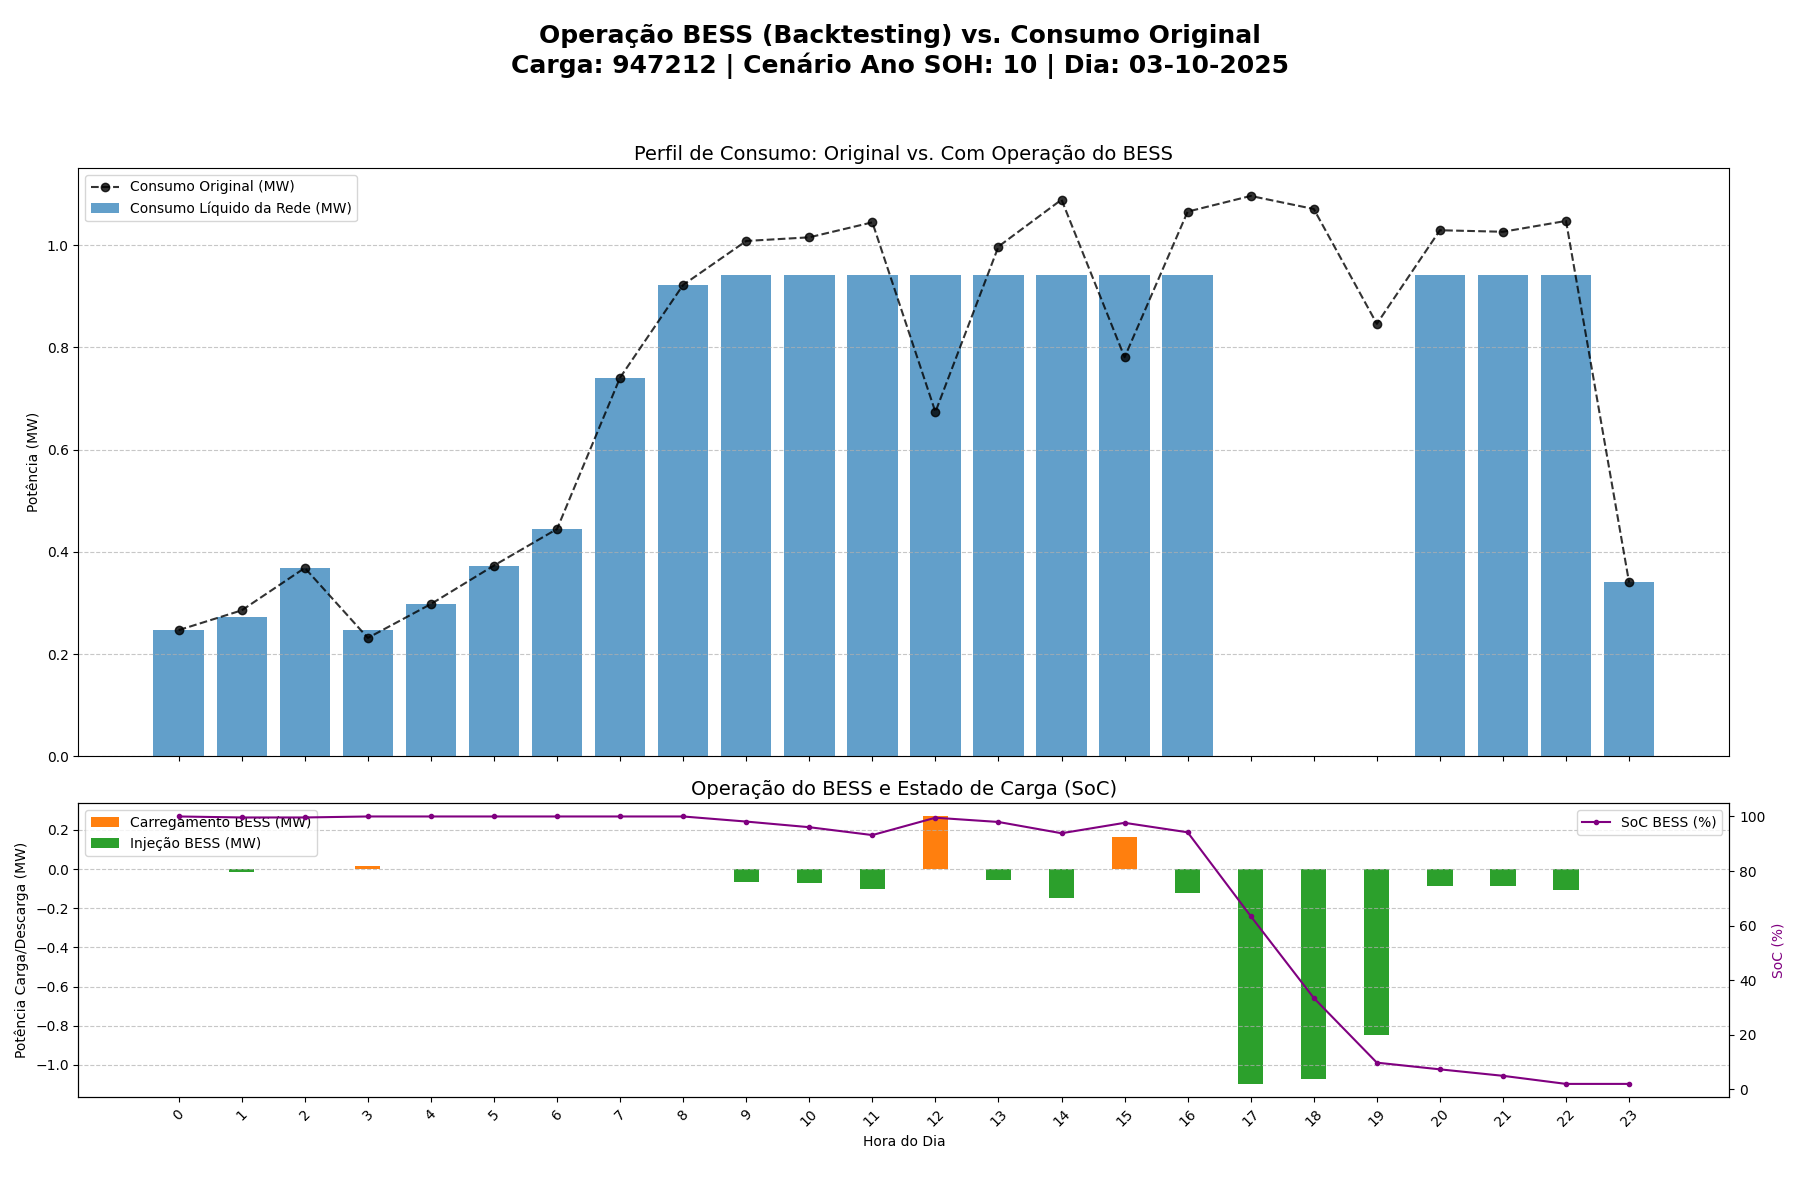 Operação BESS (Backtesting) vs. Consumo Original
Carga: 947212 | Cenário Ano SOH: 10 | Dia: 03-10-2025
Perfil de Consumo: Original vs. Com Operação do BESS
Consumo Original (MW)
Consumo Líquido da Rede (MW)
Potência (MW)
1.0
0.8
0.6
0.4
0.2
0.0
Operação do BESS e Estado de Carga (SoC)
Carregamento BESS (MW)
Injeção BESS (MW)
SoC BESS (%)
Potência Carga/Descarga (MW)
0.2
0.0
−0.2
−0.4
−0.6
−0.8
−1.0
100
80
60
40
20
0
SoC (%)
0 1 2 3 4 5 6 7 8 9 10 11 12 13 14 15 16 17 18 19 20 21 22 23
Hora do Dia